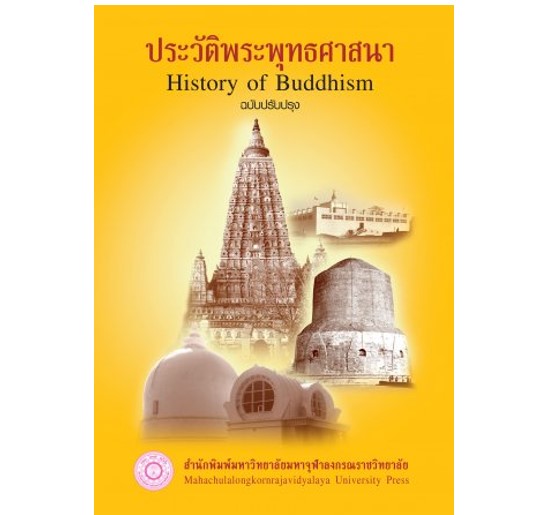 ประวัติพระพุทธศาสนา
History of Buddhism
ฉบับปรับปรุง
สำนักพิมพ์มหาวิทยาลัยมหาจุฬาลงกรณราชวิทยาลัย
Mahachulalongkornrajavidyalaya University Press